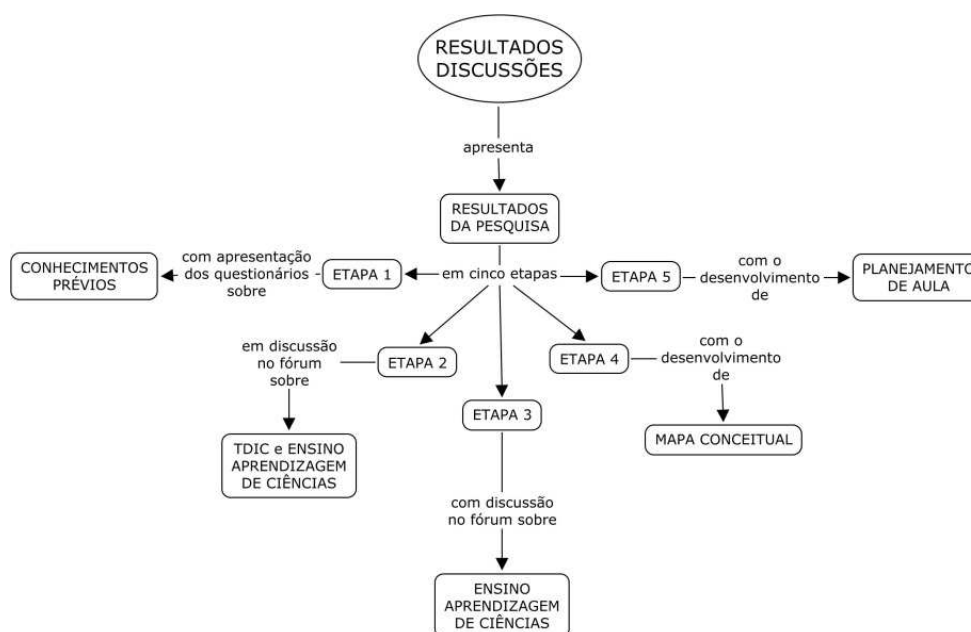 RESULTADOS
DISCUSSÕES
apresenta
RESULTADOS
DA PESQUISA
em cinco etapas
ETAPA 1
com apresentação
dos questionários
sobre
CONHECIMENTOS
PRÉVIOS
ETAPA 2
em discussão
no fórum
sobre
TDIC e ENSINO
APRENDIZAGEM
DE CIÊNCIAS
ETAPA 3
com discussão
no fórum sobre
ENSINO
APRENDIZAGEM
DE CIÊNCIAS
ETAPA 4
com o
desenvolvimento
de
MAPA CONCEITUAL
ETAPA 5
com o
desenvolvimento
de
PLANEJAMENTO
DE AULA